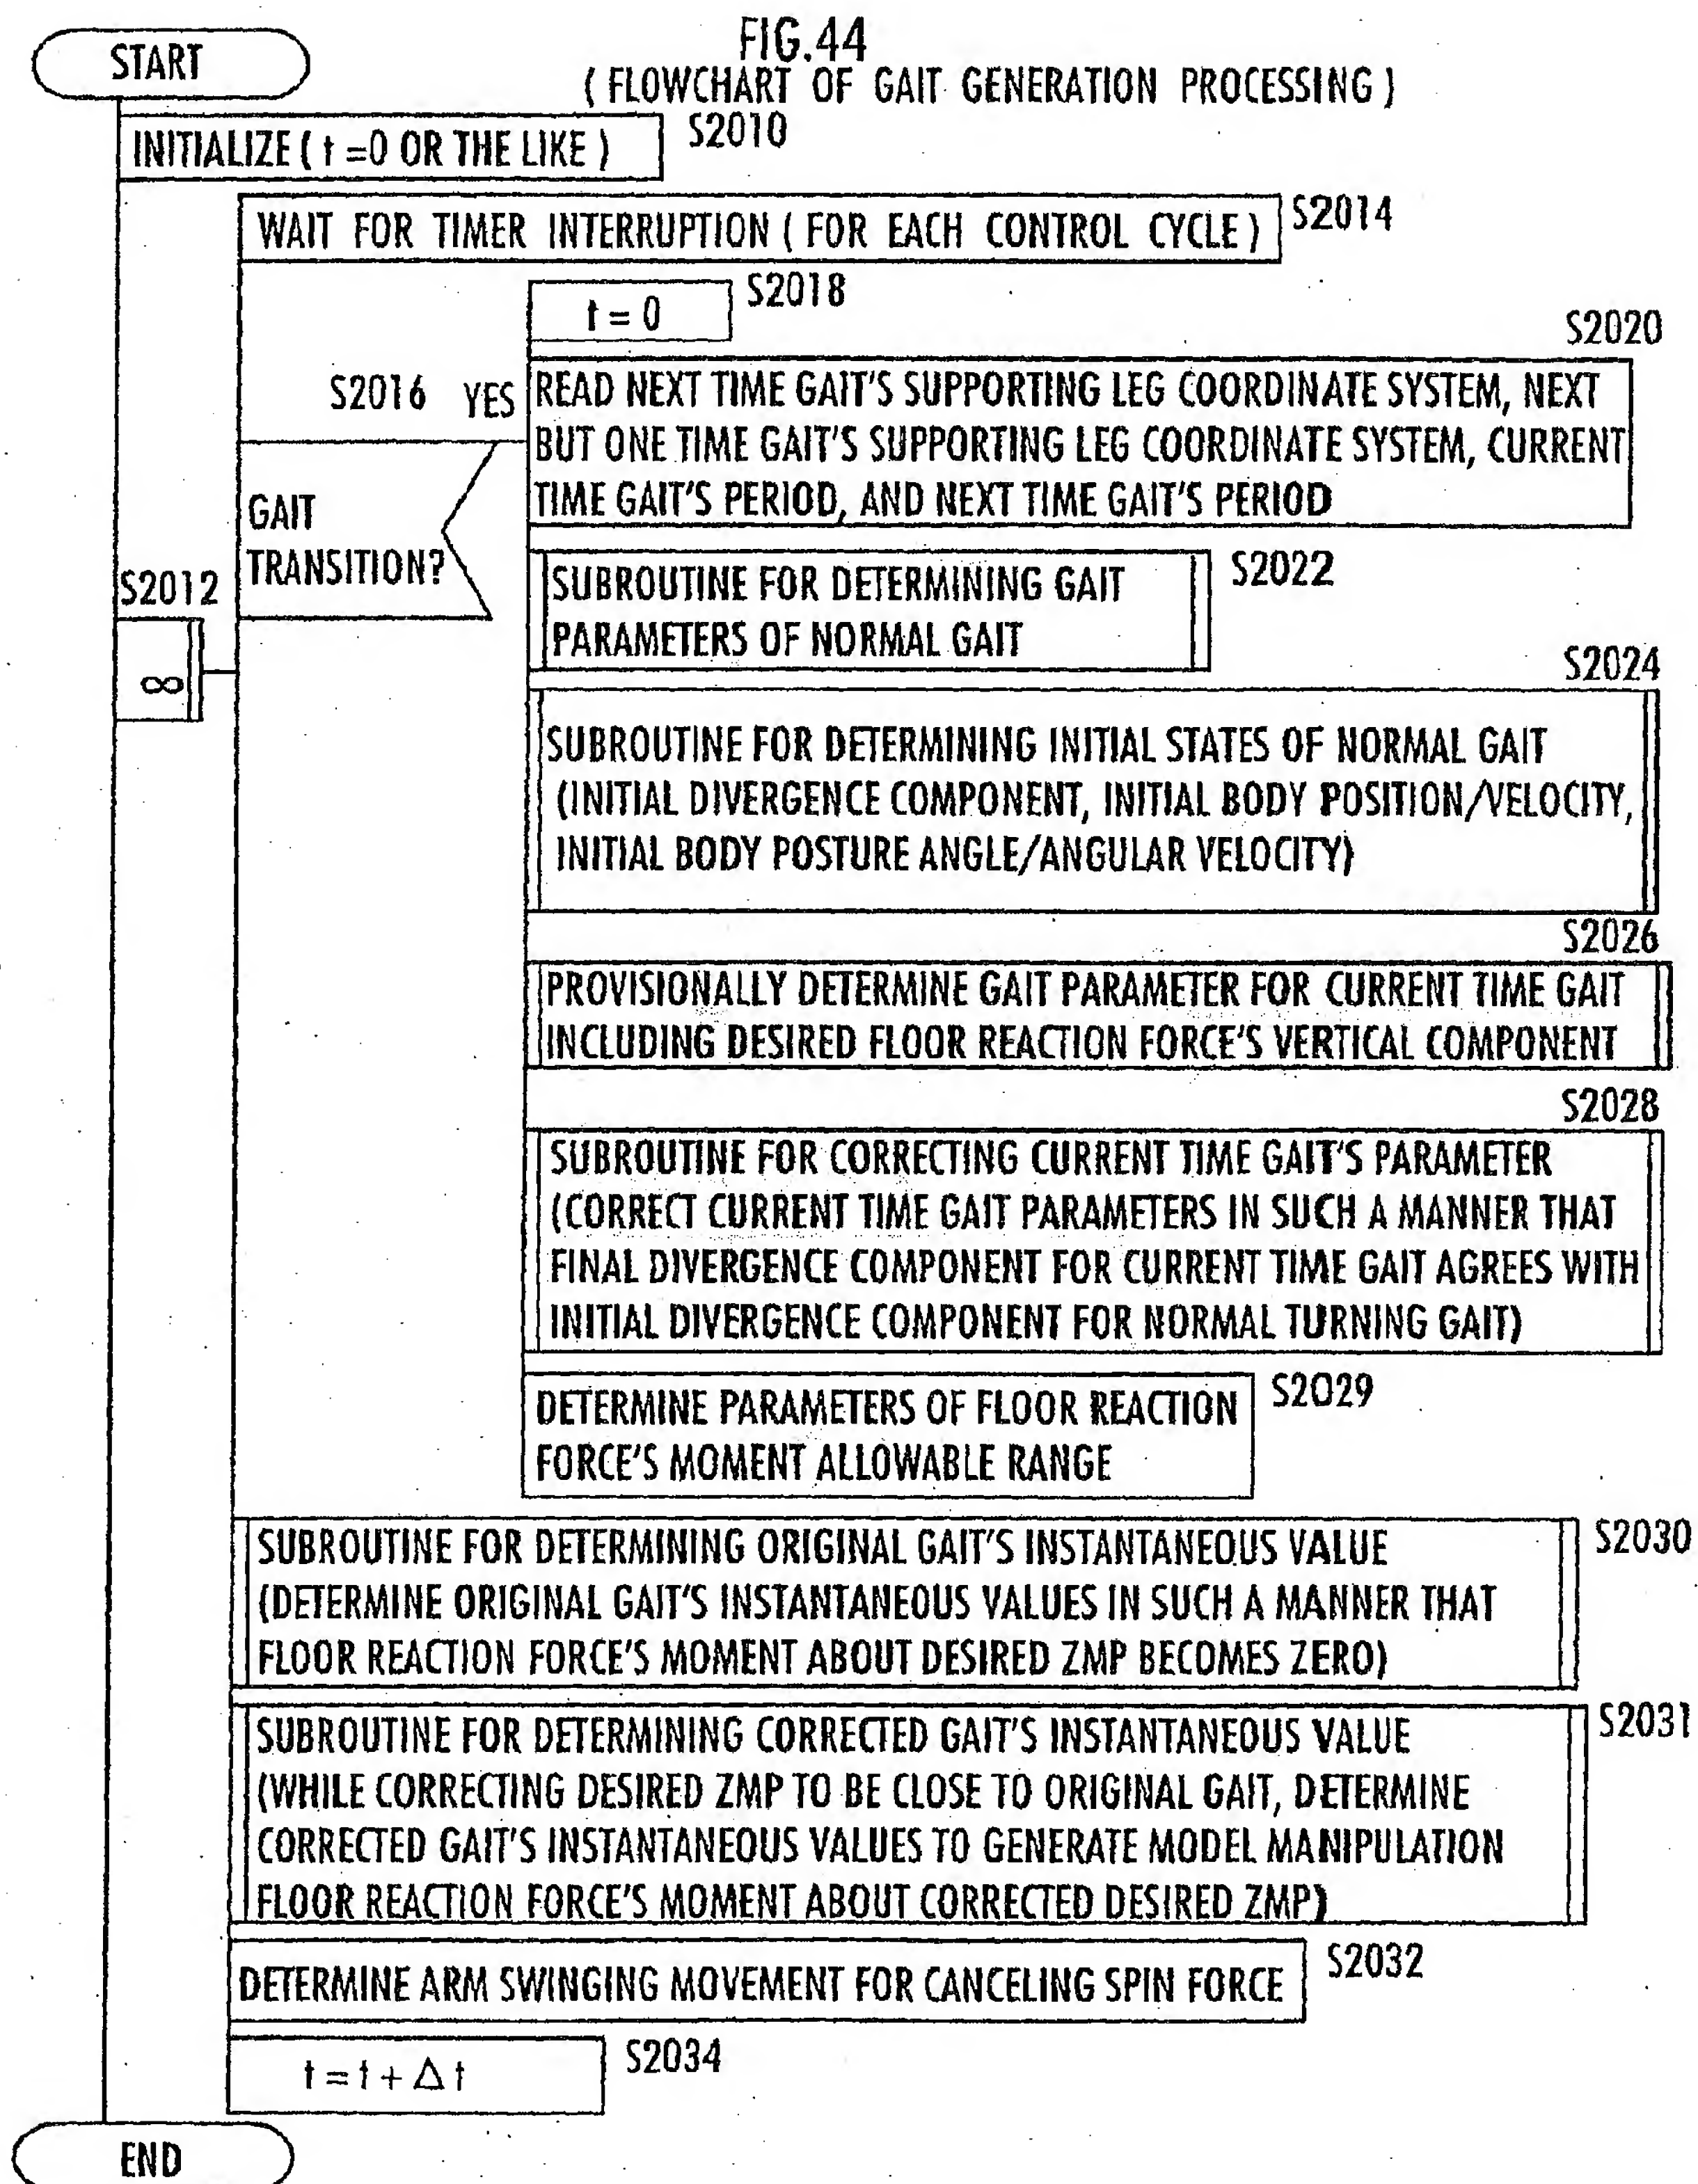 FIG.44
( FLOWCHART OF GAIT GENERATION PROCESSING )
START
INITIALIZE ( t =0 OR THE LIKE )
S2010
WAIT FOR TIMER INTERRUPTION ( FOR EACH CONTROL CYCLE )
S2014
t = 0
S2018
S2020
S2016 YES
READ NEXT TIME GAIT'S SUPPORTING LEG COORDINATE SYSTEM, NEXT
BUT ONE TIME GAIT'S SUPPORTING LEG COORDINATE SYSTEM, CURRENT
TIME GAIT'S PERIOD, AND NEXT TIME GAIT'S PERIOD
GAIT
TRANSITION?
S2012
∞
SUBROUTINE FOR DETERMINING GAIT
PARAMETERS OF NORMAL GAIT
S2022
S2024
SUBROUTINE FOR DETERMINING INITIAL STATES OF NORMAL GAIT
(INITIAL DIVERGENCE COMPONENT, INITIAL BODY POSITION/VELOCITY,
INITIAL BODY POSTURE ANGLE/ANGULAR VELOCITY)
S2026
PROVISIONALLY DETERMINE GAIT PARAMETER FOR CURRENT TIME GAIT
INCLUDING DESIRED FLOOR REACTION FORCE'S VERTICAL COMPONENT
S2028
SUBROUTINE FOR CORRECTING CURRENT TIME GAIT'S PARAMETER
(CORRECT CURRENT TIME GAIT PARAMETERS IN SUCH A MANNER THAT
FINAL DIVERGENCE COMPONENT FOR CURRENT TIME GAIT AGREES WITH
INITIAL DIVERGENCE COMPONENT FOR NORMAL TURNING GAIT)
DETERMINE PARAMETERS OF FLOOR REACTION
FORCE'S MOMENT ALLOWABLE RANGE
S2029
SUBROUTINE FOR DETERMINING ORIGINAL GAIT'S INSTANTANEOUS VALUE
(DETERMINE ORIGINAL GAIT'S INSTANTANEOUS VALUES IN SUCH A MANNER THAT
FLOOR REACTION FORCE'S MOMENT ABOUT DESIRED ZMP BECOMES ZERO)
S2030
SUBROUTINE FOR DETERMINING CORRECTED GAIT'S INSTANTANEOUS VALUE
(WHILE CORRECTING DESIRED ZMP TO BE CLOSE TO ORIGINAL GAIT, DETERMINE
CORRECTED GAIT'S INSTANTANEOUS VALUES TO GENERATE MODEL MANIPULATION
FLOOR REACTION FORCE'S MOMENT ABOUT CORRECTED DESIRED ZMP)
S2031
DETERMINE ARM SWINGING MOVEMENT FOR CANCELING SPIN FORCE
S2032
t = t + Δ t
S2034
END